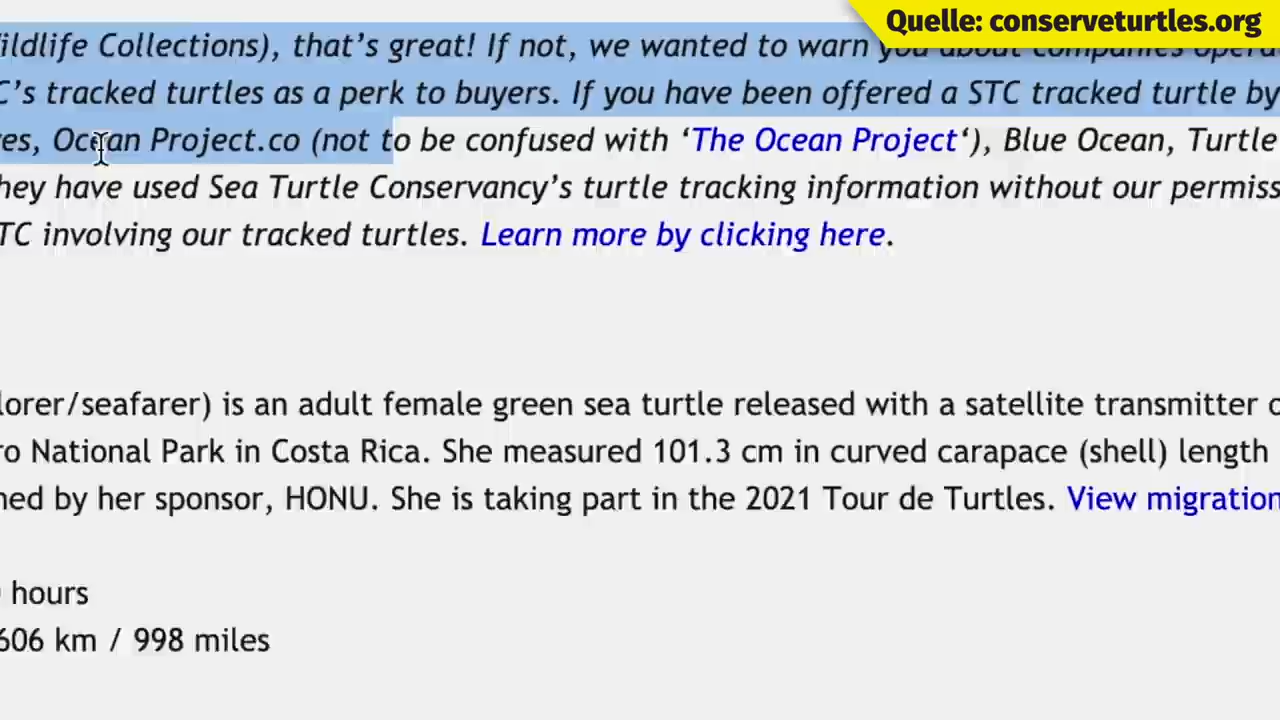 Quelle: conserveturtles.org
ildlife Collections), that's great! If not, we wanted to warn you about companies opera
C's tracked turtles as a perk to buyers. If you have been offered a STC tracked turtle by
es, Ocean Project.co (not to be confused with ‘The Ocean Project‘), Blue Ocean, Turtle
hey have used Sea Turtle Conservancy’s turtle tracking information without our permiss
TC involving our tracked turtles. Learn more by clicking here.
lorer/seafarer) is an adult female green sea turtle released with a satellite transmitter o
ro National Park in Costa Rica. She measured 101.3 cm in curved carapace (shell) length
ned by her sponsor, HONU. She is taking part in the 2021 Tour de Turtles. View migration
hours
606 km / 998 miles